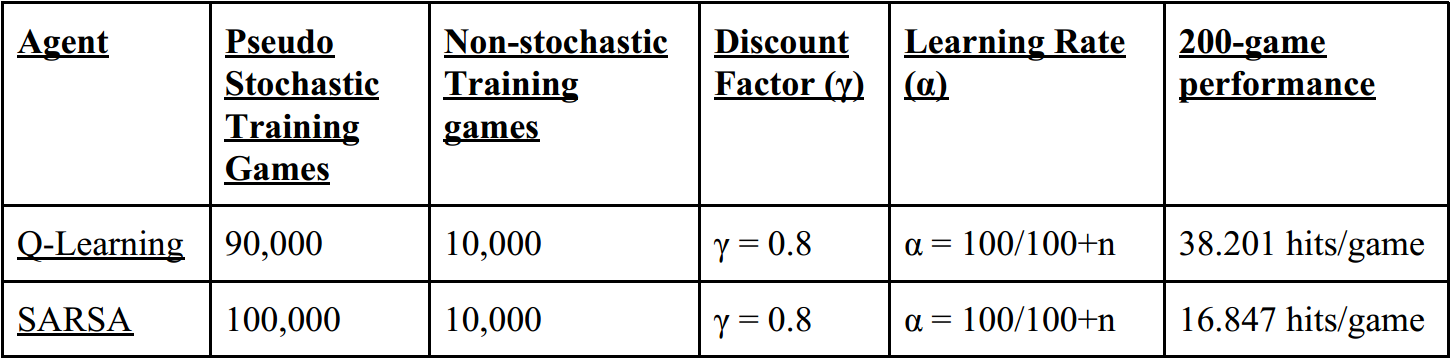 Agent
Pseudo
Stochastic
Training
Games
Non-stochastic
Training
games
Discount
Factor (γ)
Learning Rate
(α)
200-game
performance
Q-Learning
90,000
10,000
γ = 0.8
α = 100/100+n
38.201 hits/game
SARSA
100,000
10,000
γ = 0.8
α = 100/100+n
16.847 hits/game